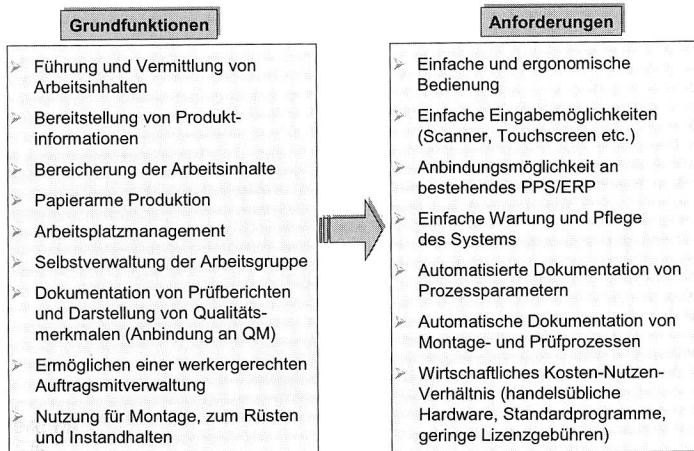 Grundfunktionen
Führung und Vermittlung von
Arbeitsinhalten
Bereitstellung von Produkt-
informationen
Bereicherung der Arbeitsinhalte
Papierarme Produktion
Arbeitsplatzmanagement
Selbstverwaltung der Arbeitsgruppe
Dokumentation von Prüfberichten
und Darstellung von Qualitäts-
merkmalen (Anbindung an QM)
Ermöglichen einer werkergerechten
Auftragsmitverwaltung
Nutzung für Montage, zum Rüsten
und Instandhalten
Anforderungen
Einfache und ergonomische
Bedienung
Einfache Eingabemöglichkeiten
(Scanner, Touchscreen etc.)
Anbindungsmöglichkeit an
bestehendes PPS/ERP
Einfache Wartung und Pflege
des Systems
Automatisierte Dokumentation von
Prozessparametern
Automatische Dokumentation von
Montage- und Prüfprozessen
Wirtschaftliches Kosten-Nutzen-
Verhältnis (handelsübliche
Hardware, Standardprogramme,
geringe Lizenzgebühren)